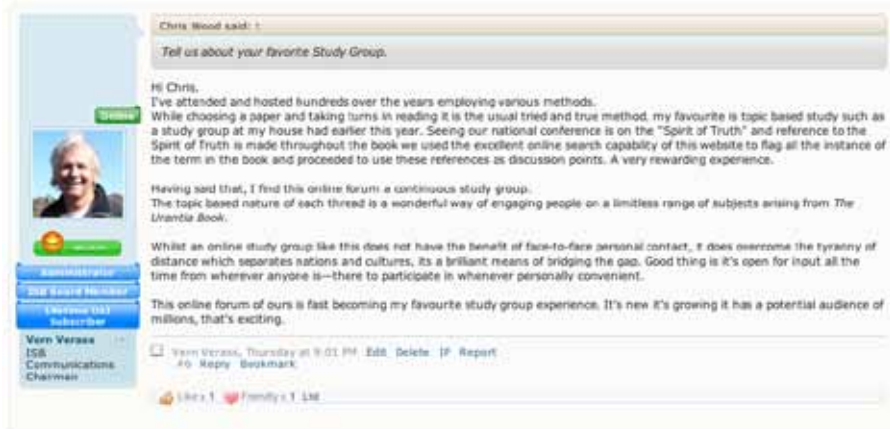 Chris Wood said: ↑
Tell us about your favorite Study Group.
Hi Chris,
I've attended and hosted hundreds over the years employing various methods.
While choosing a paper and taking turns in reading it is the usual tried and true method, my favourite is topic based study such as
a study group at my house had earlier this year. Seeing our national conference is on the "Spirit of Truth" and reference to the
Spirit of Truth is made throughout the book we used the excellent online search capability of this website to flag all the instance of
the term in the book and proceeded to use these references as discussion points. A very rewarding experience.
Having said that, I find this online forum a continuous study group.
The topic based nature of each thread is a wonderful way of engaging people on a limitless range of subjects arising from The
Urantia Book.
Whilst an online study group like this does not have the benefit of face-to-face personal contact, it does overcome the tyranny of
distance which separates nations and cultures, its a brilliant means of bridging the gap. Good thing is it's open for input all the
time from wherever anyone is—there to participate in whenever personally convenient.
This online forum of ours is fast becoming my favourite study group experience. It's new it's growing it has a potential audience of
millions, that's exciting.
Online
Administrator
ISB Board Member
Subscriber
Vern Verass
ISB
Communications
Chairman
Vern Verass, Thursday at 9:01 PM Edit Delete IP Report
#6 Reply Bookmark
Like x 1 Friendly x 1 List